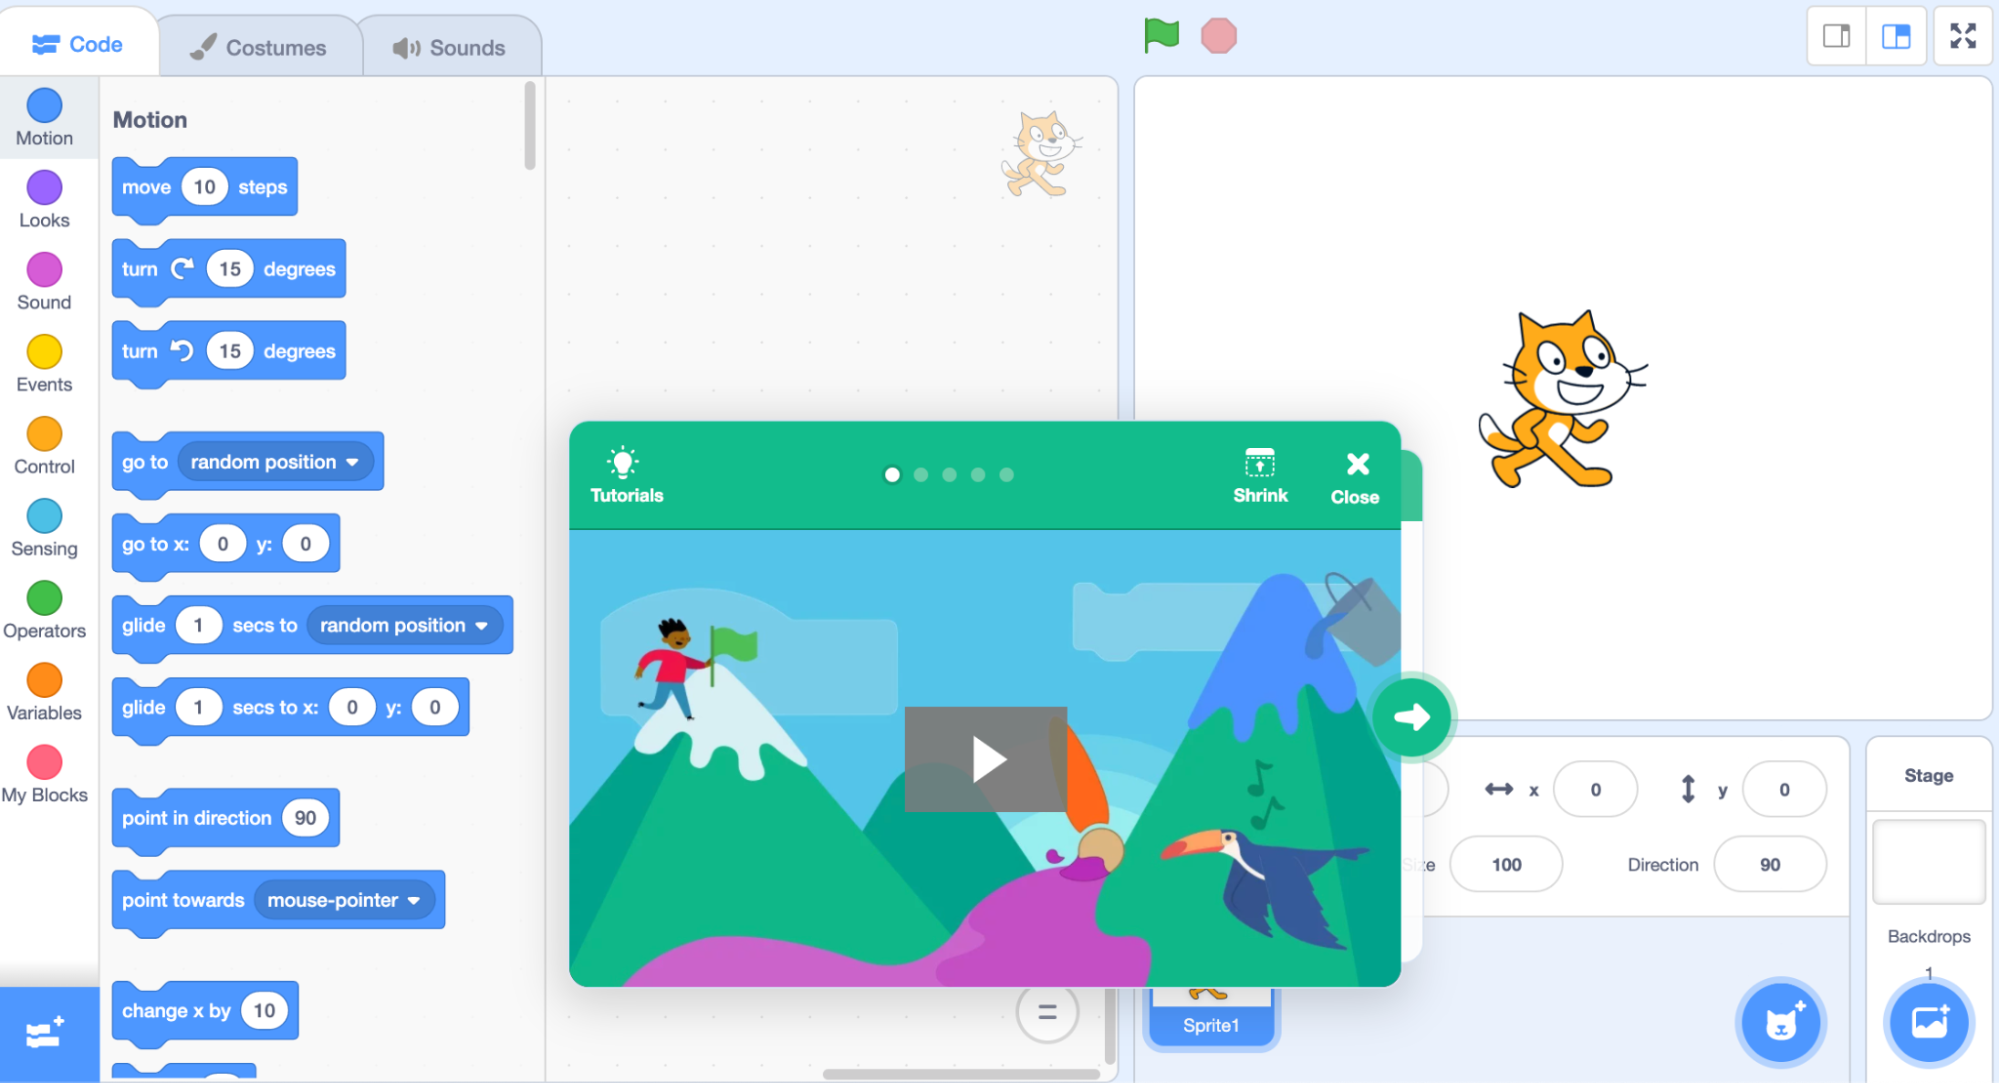 Code
Costumes
Sounds
Motion
Looks
Sound
Events
Control
Sensing
Operators
Variables
My Blocks
Motion
move 10 steps
turn 15 degrees
turn 15 degrees
go to random position
go to x: 0 y: 0
glide 1 secs to random position
glide 1 secs to x: 0 y: 0
point in direction 90
point towards mouse-pointer
change x by 10
Tutorials
Shrink
Close
x 0 y 0
Size 100 Direction 90
Sprite1
Stage
Backdrops
1